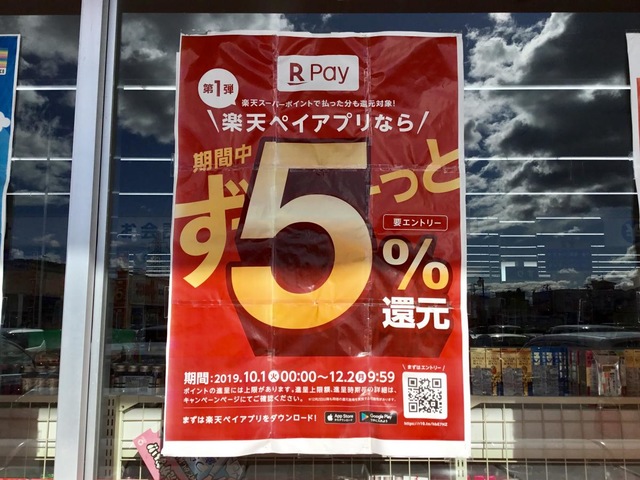 R Pay
第1弾
楽天スーパーポイントで払った分も還元対象!
\楽天ペイアプリなら/
期間中
ず
5
っと
要エントリー
%
還元
期間:2019.10.1火00:00〜12.2月9:59
ポイントの進呈には上限があります。進呈上限額、進呈時期等の詳細は、
キャンペーンページにてご確認ください。
まずはエントリー
まずは楽天ペイアプリをダウンロード!
App Store
Google Play